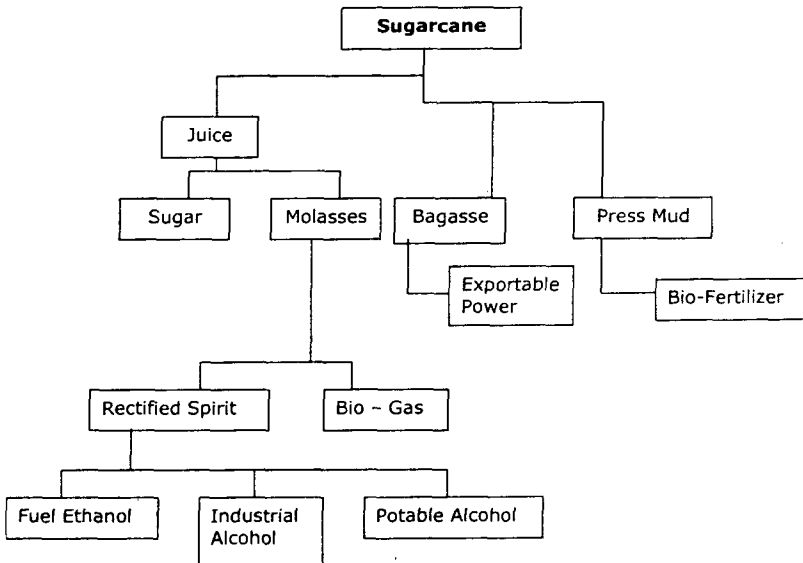 Sugarcane
Juice
Sugar
Molasses
Bagasse
Press Mud
Exportable
Power
Bio-Fertilizer
Rectified Spirit
Bio – Gas
Fuel Ethanol
Industrial
Alcohol
Potable Alcohol